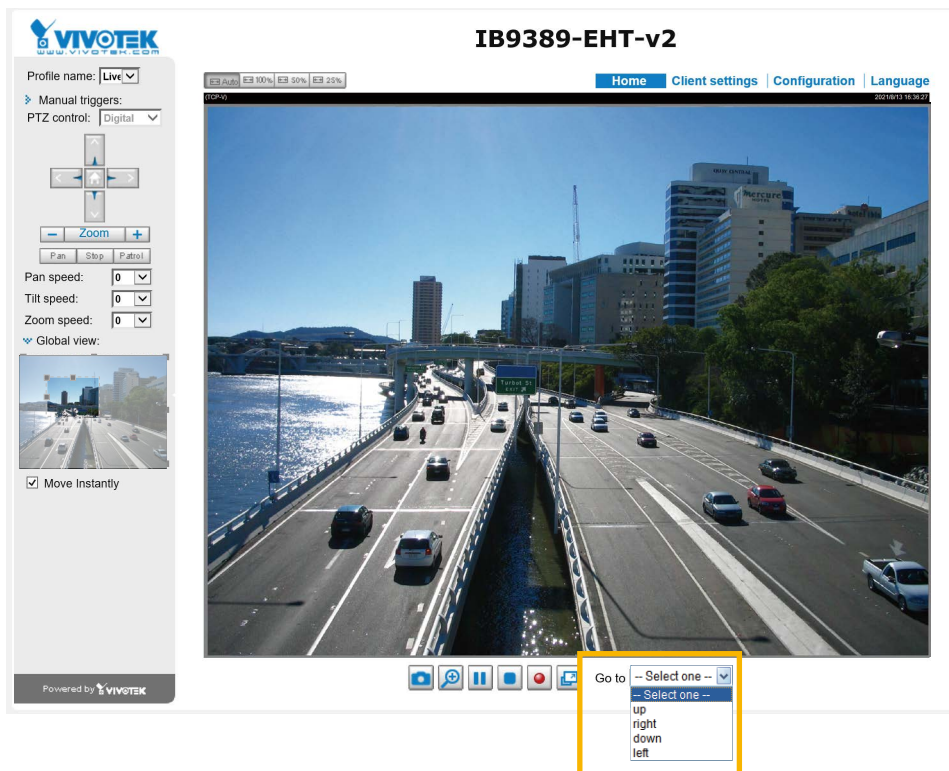 VIVOTEK
WWW.VIVOTEK.COM
IB9389-EHT-v2
Profile name: Live
Manual triggers:
PTZ control: Digital
Zoom
Pan Stop Patrol
Pan speed: 0
Tilt speed: 0
Zoom speed: 0
Global view:
Move Instantly
Powered by VIVOTEK
Auto 100% 50% 25%
Home Client settings Configuration Language
(TCP-V) 2021/8/13 16:36:27
Mercure
Turbot St
EXIT
Go to -- Select one --
-- Select one --
up
right
down
left